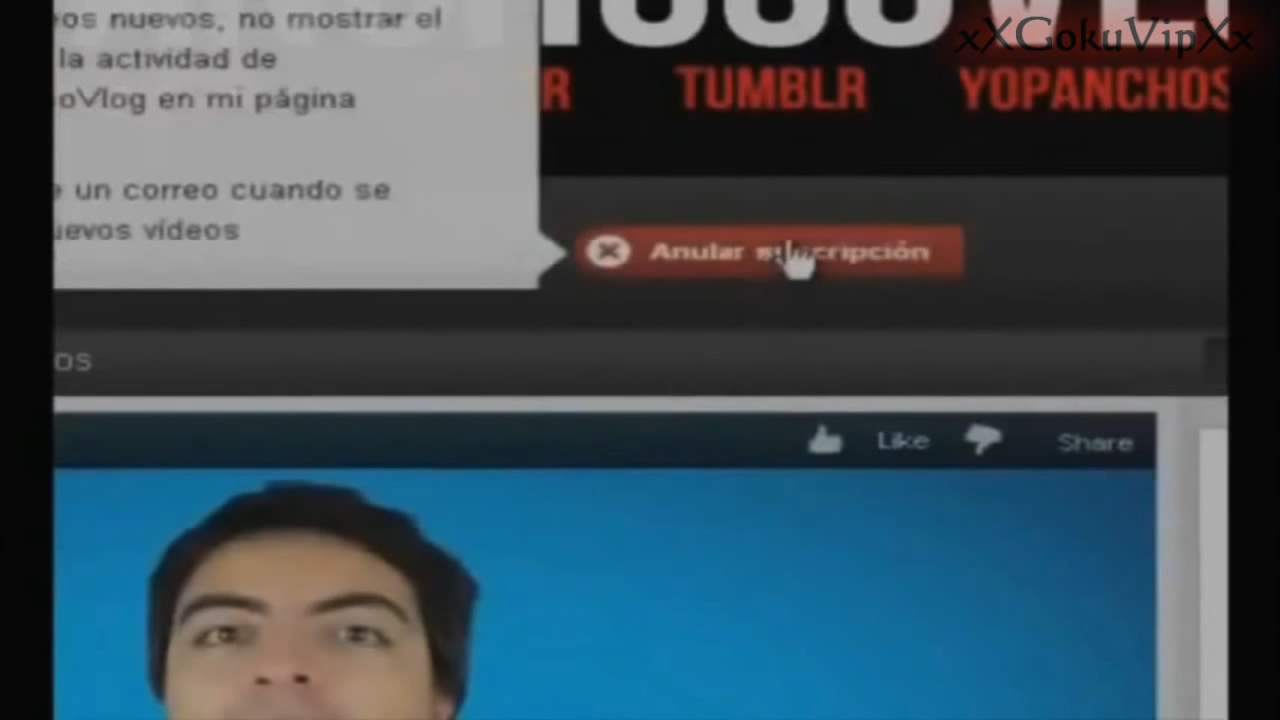 os nuevos, no mostrar el
la actividad de
oVlog en mi página
un correo cuando se
uevos vídeos
xXGokuVipXx
R TUMBLR YOPANCHOS
Anular suscripción
OS
Like Share